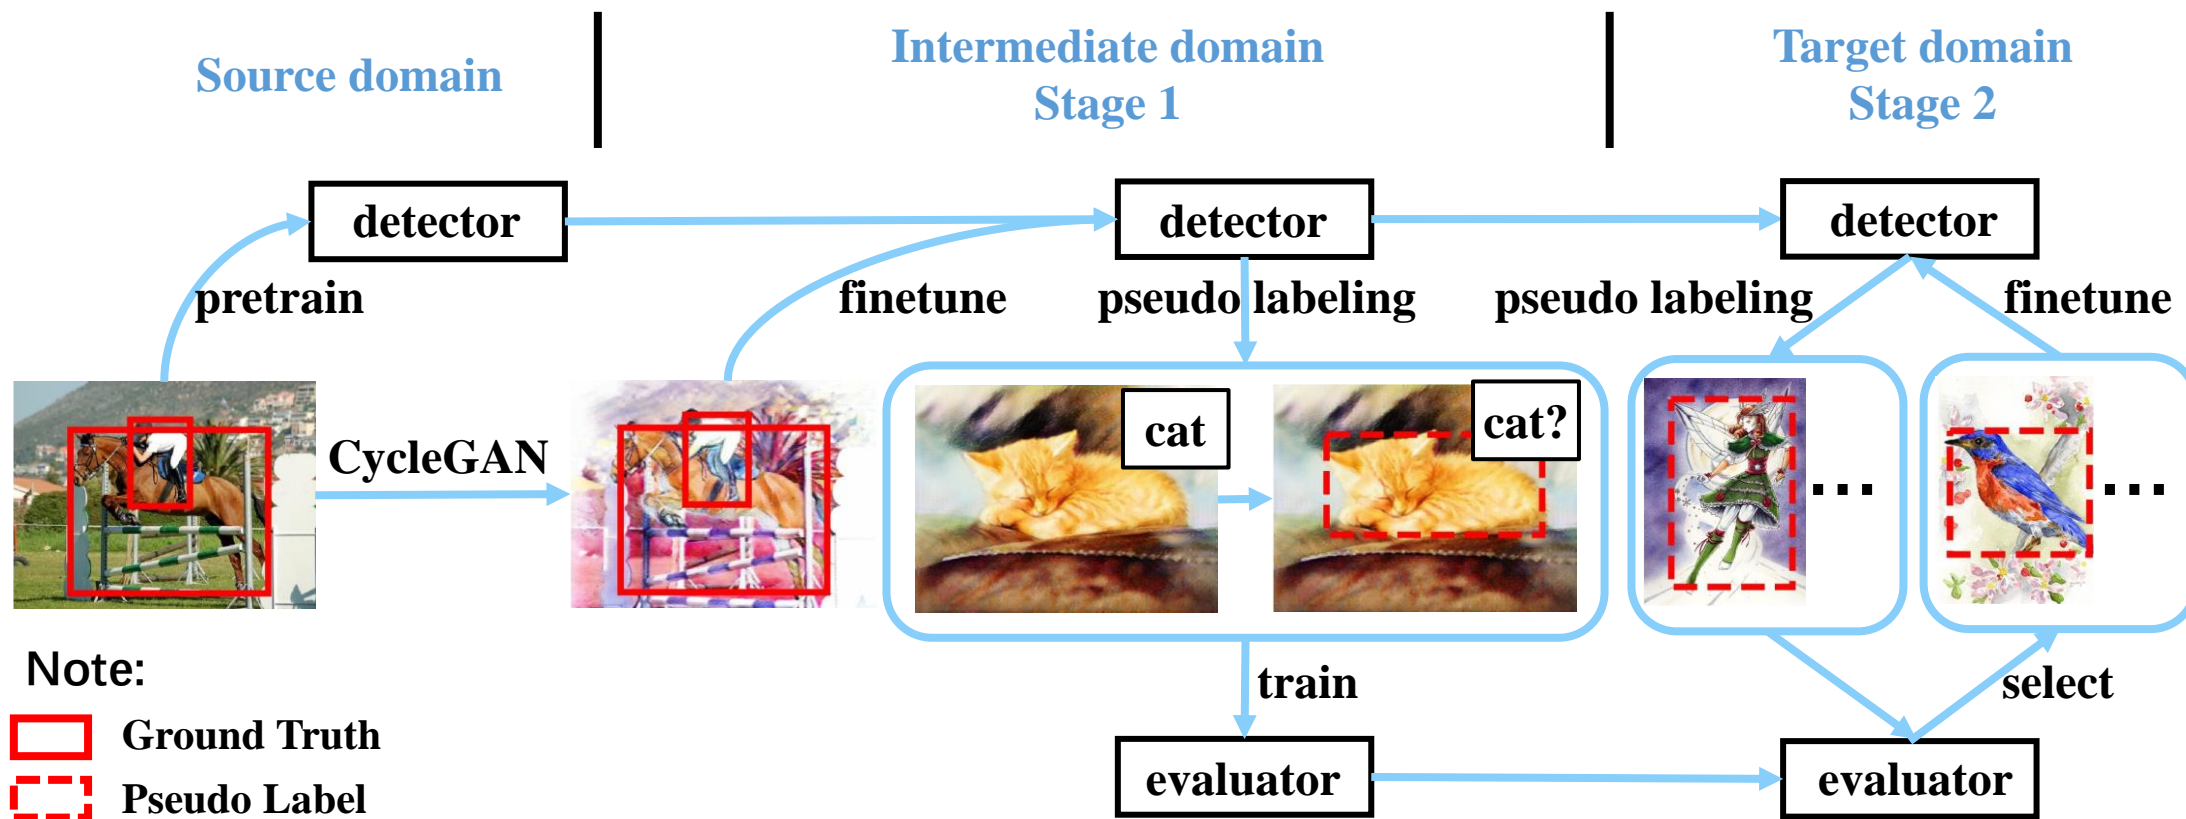 Source domain
Intermediate domain
Stage 1
Target domain
Stage 2
detector
detector
detector
pretrain
finetune
pseudo labeling
pseudo labeling
finetune
CycleGAN
cat
cat?
...
...
Note:
Ground Truth
Pseudo Label
train
select
evaluator
evaluator